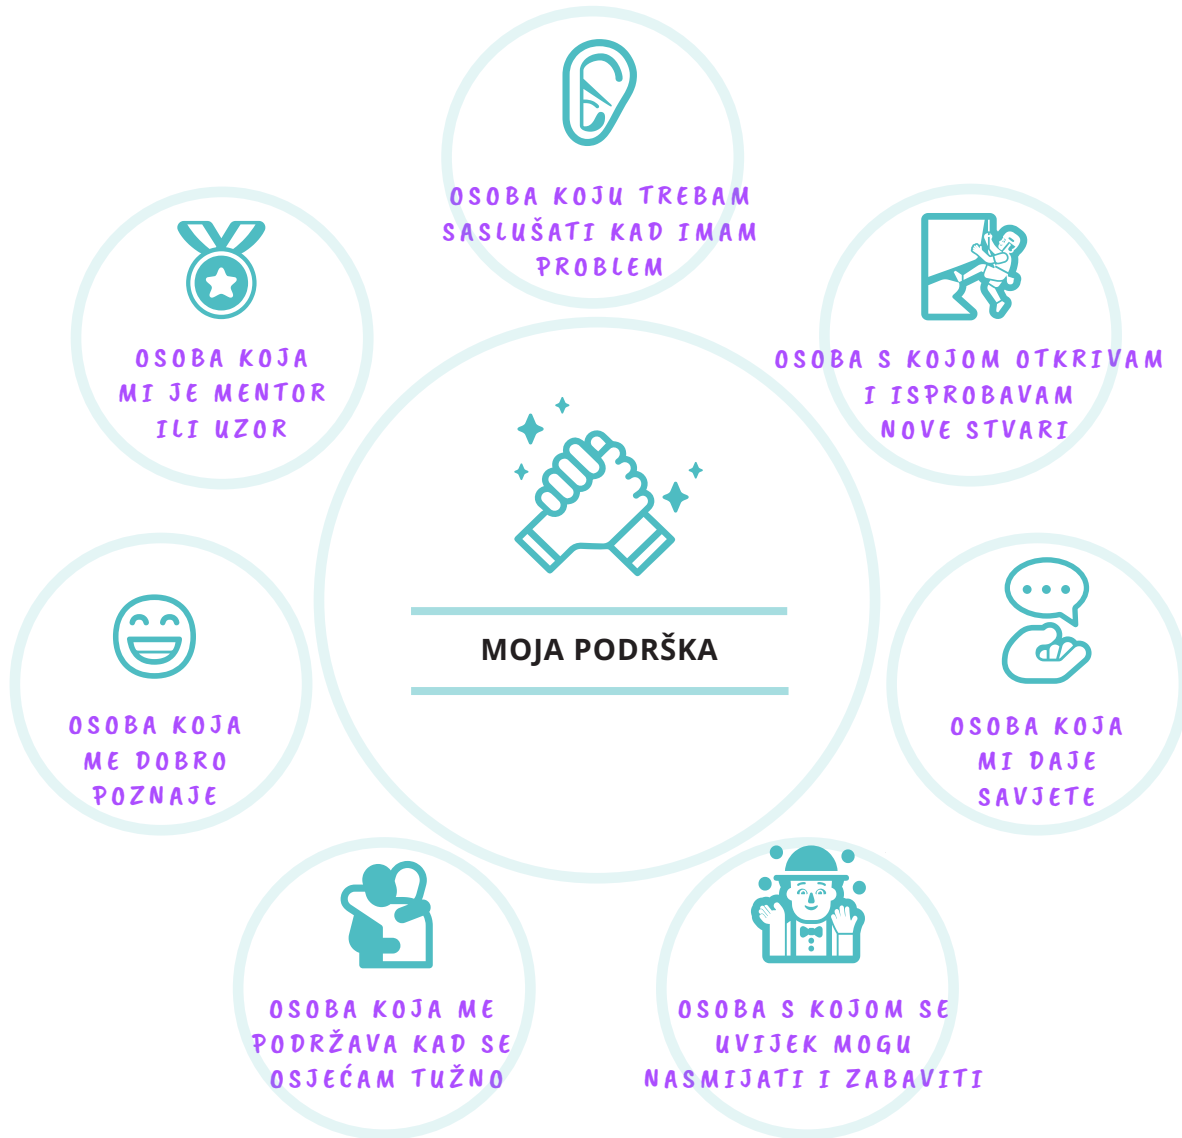 OSOBA KOJU TREBAM
SASLUŠATI KAD IMAM
PROBLEM
OSOBA KOJA
MI JE MENTOR
ILI UZOR
OSOBA S KOJOM OTKRIVAM
I ISPROBAVAM
NOVE STVARI
MOJA PODRŠKA
OSOBA KOJA
ME DOBRO
POZNAJE
OSOBA KOJA
MI DAJE
SAVJETE
OSOBA KOJA ME
PODRŽAVA KAD SE
OSJEĆAM TUŽNO
OSOBA S KOJOM SE
UVIJEK MOGU
NASMIJATI I ZABAVITI